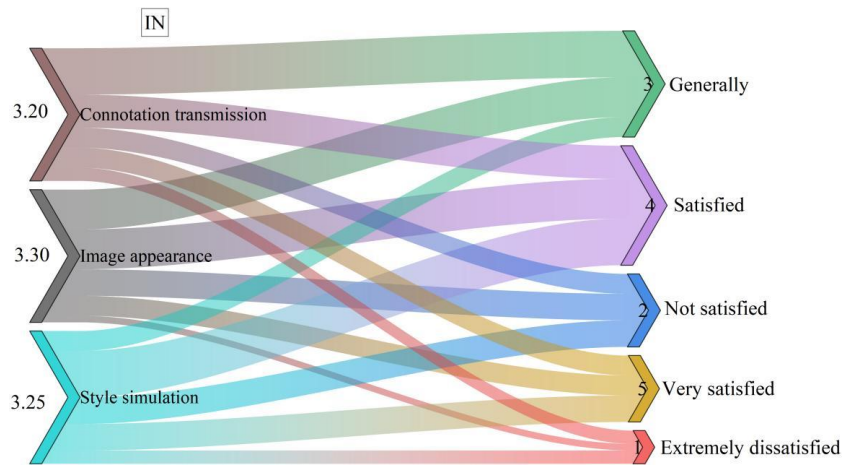 IN
3.20 Connotation transmission
3.30 Image appearance
3.25 Style simulation
3 Generally
4 Satisfied
2 Not satisfied
5 Very satisfied
1 Extremely dissatisfied